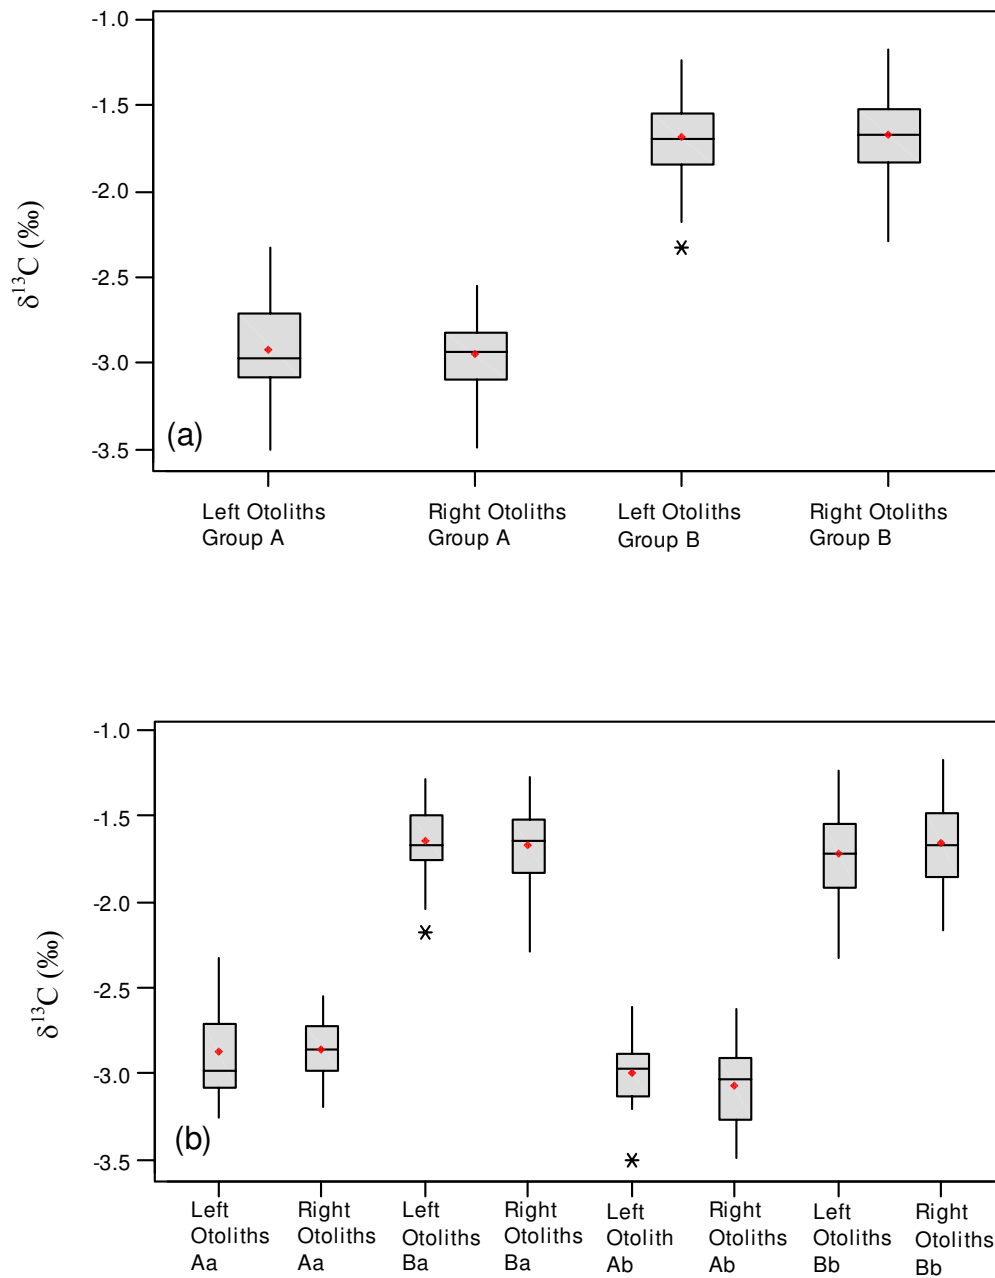 -1.0
-1.5
-2.0
-2.5
-3.0
-3.5
δ¹³C (‰)
(a)
Left Otoliths
Group A
Right Otoliths
Group A
Left Otoliths
Group B
Right Otoliths
Group B
-1.0
-1.5
-2.0
-2.5
-3.0
-3.5
δ¹³C (‰)
(b)
Left
Otoliths
Aa
Right
Otoliths
Aa
Left
Otoliths
Ba
Right
Otoliths
Ba
Left
Otolith
Ab
Right
Otoliths
Ab
Left
Otoliths
Bb
Right
Otoliths
Bb